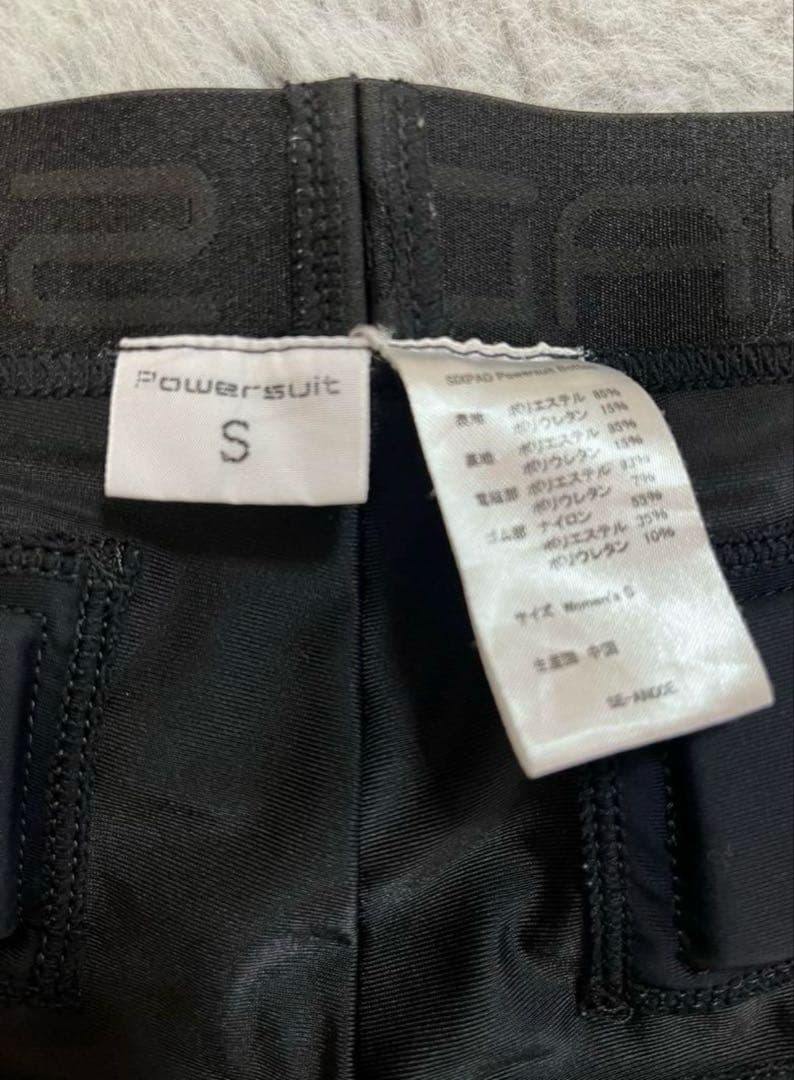 Powersuit
S
SIXPAD Powersuit
表地 ポリエステル 85%
ポリウレタン 15%
裏地 ポリエステル 85%
ポリウレタン 15%
電磁部 ポリエステル 93%
ポリウレタン 7%
ゴム部 ナイロン 55%
ポリエステル 35%
ポリウレタン 10%
サイズ Women's S
生産国 中国